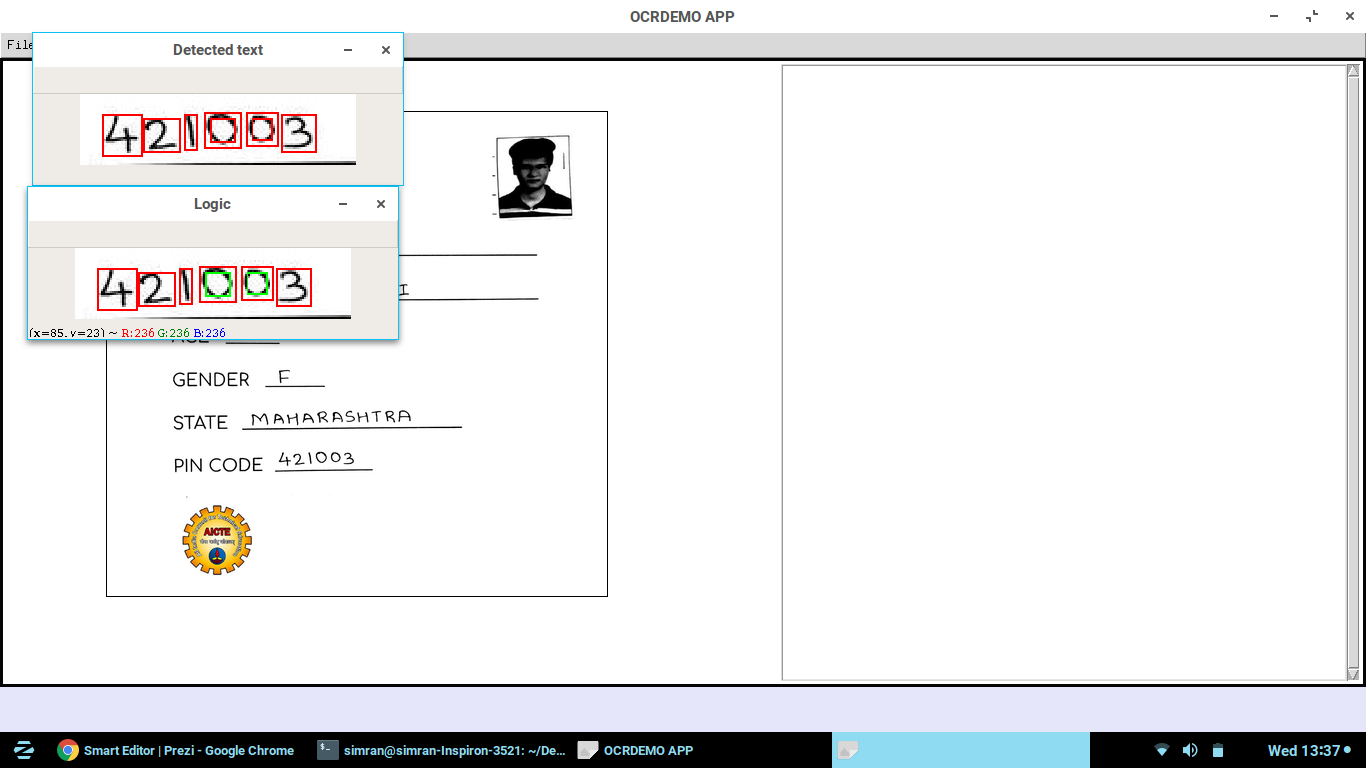 OCRDEMO APP
File
Detected text
421003
Logic
421003
(x=85, y=23) ~ R:236 G:236 B:236
I
AGE
GENDER F
STATE MAHARASHTRA
PIN CODE 421003
AICTE
Smart Editor | Prezi - Google Chrome
simran@simran-Inspiron-3521: ~/De...
OCRDEMO APP
Wed 13:37